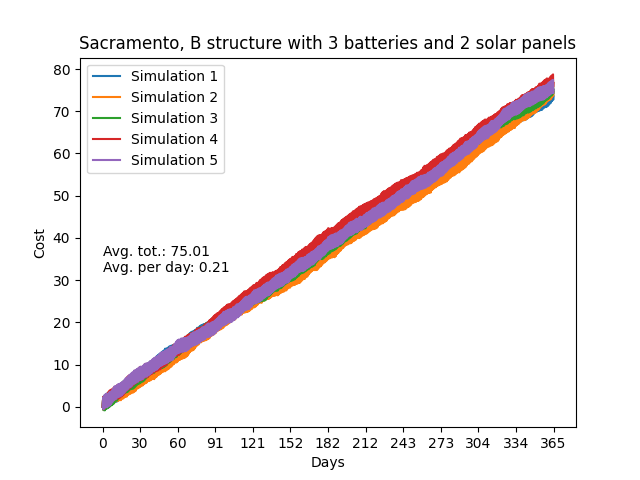 Sacramento, B structure with 3 batteries and 2 solar panels
Simulation 1
Simulation 2
Simulation 3
Simulation 4
Simulation 5
Avg. tot.: 75.01
Avg. per day: 0.21
Cost
80
70
60
50
40
30
20
10
0
0 30 60 91 121 152 182 212 243 273 304 334 365
Days